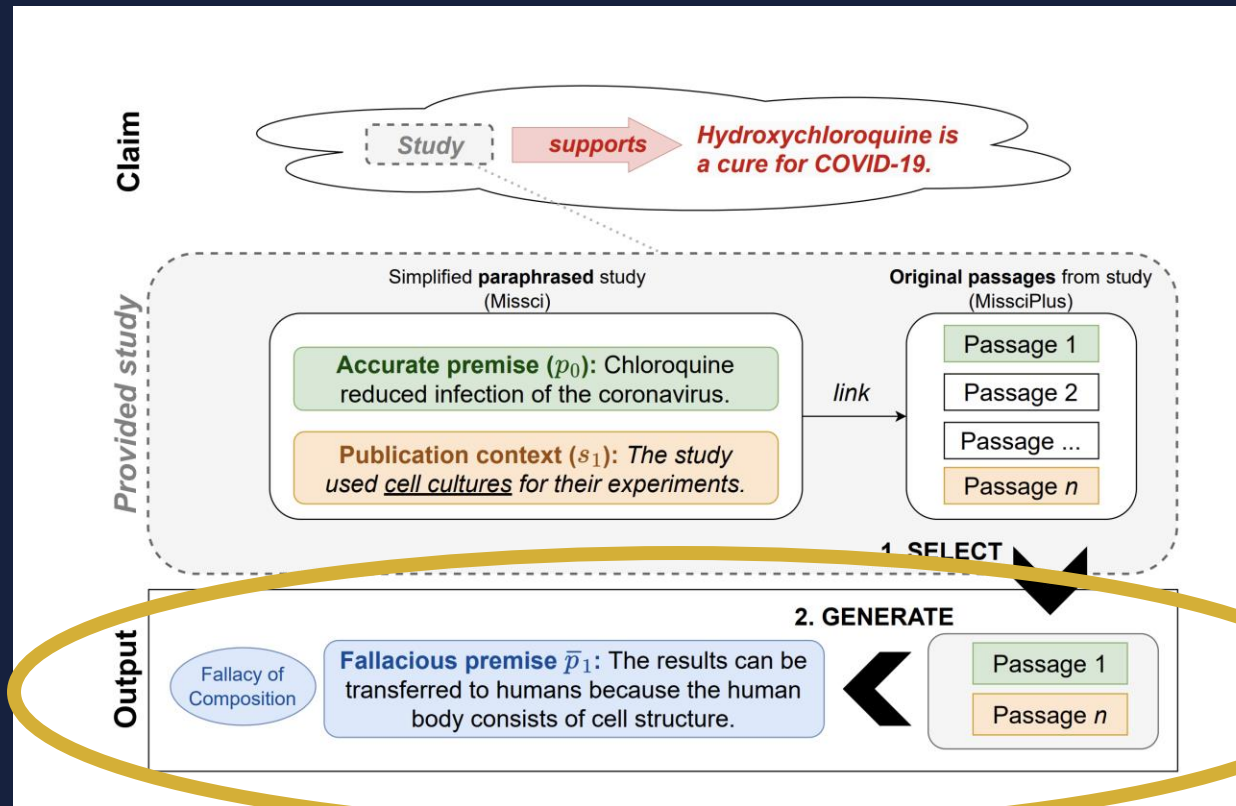 Claim
Study
supports
Hydroxychloroquine is
a cure for COVID-19.
Provided study
Simplified paraphrased study
(Missci)
Accurate premise (p₀): Chloroquine
reduced infection of the coronavirus.
Publication context (s₁): The study
used cell cultures for their experiments.
link
Original passages from study
(MissciPlus)
Passage 1
Passage 2
Passage ...
Passage n
1. SELECT
Output
2. GENERATE
Fallacy of
Composition
Fallacious premise p̅₁: The results can be
transferred to humans because the human
body consists of cell structure.
Passage 1
Passage n